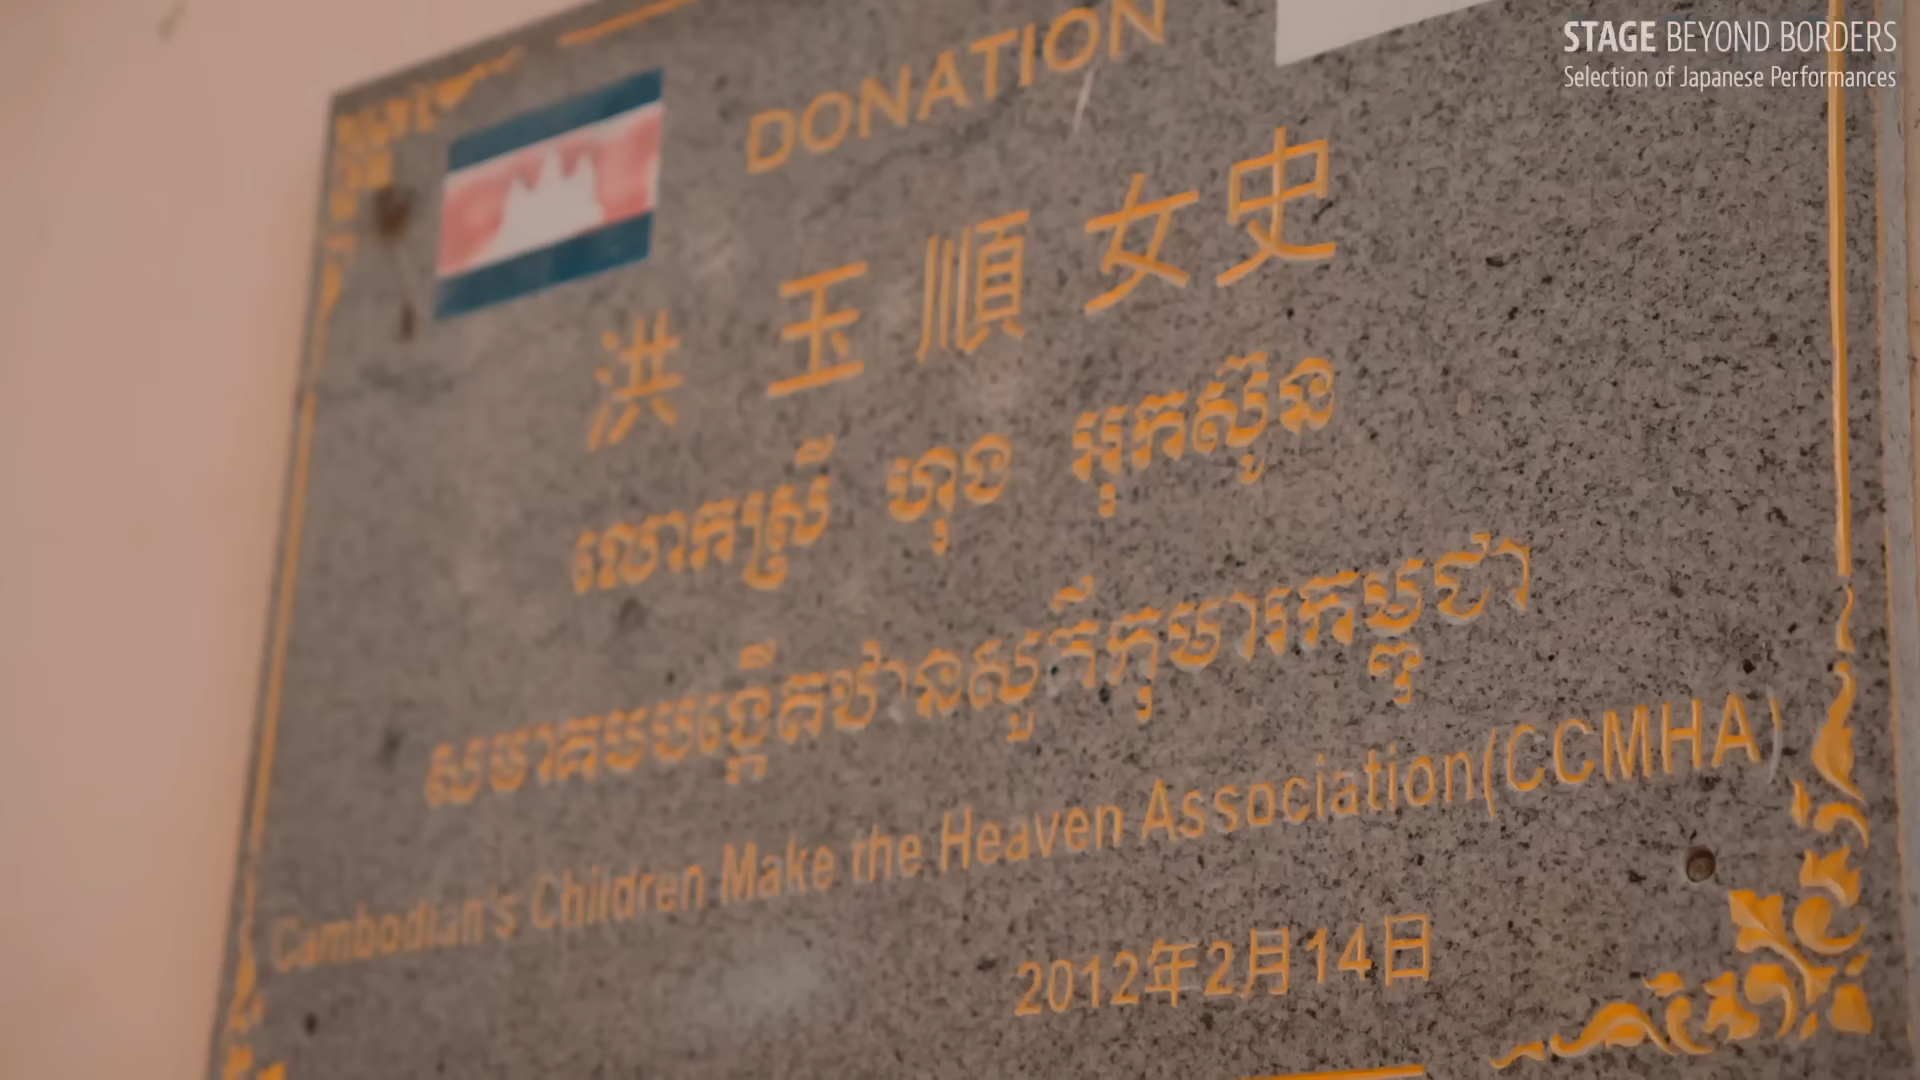 STAGE BEYOND BORDERS
Selection of Japanese Performances
DONATION
洪 玉順女史
លោកស្រី ហុង អុកស៊ូន
សមាគមបង្កើតឋានសួគ៌កុមារកម្ពុជា
Cambodian's Children Make the Heaven Association(CCMHA)
2012年2月14日